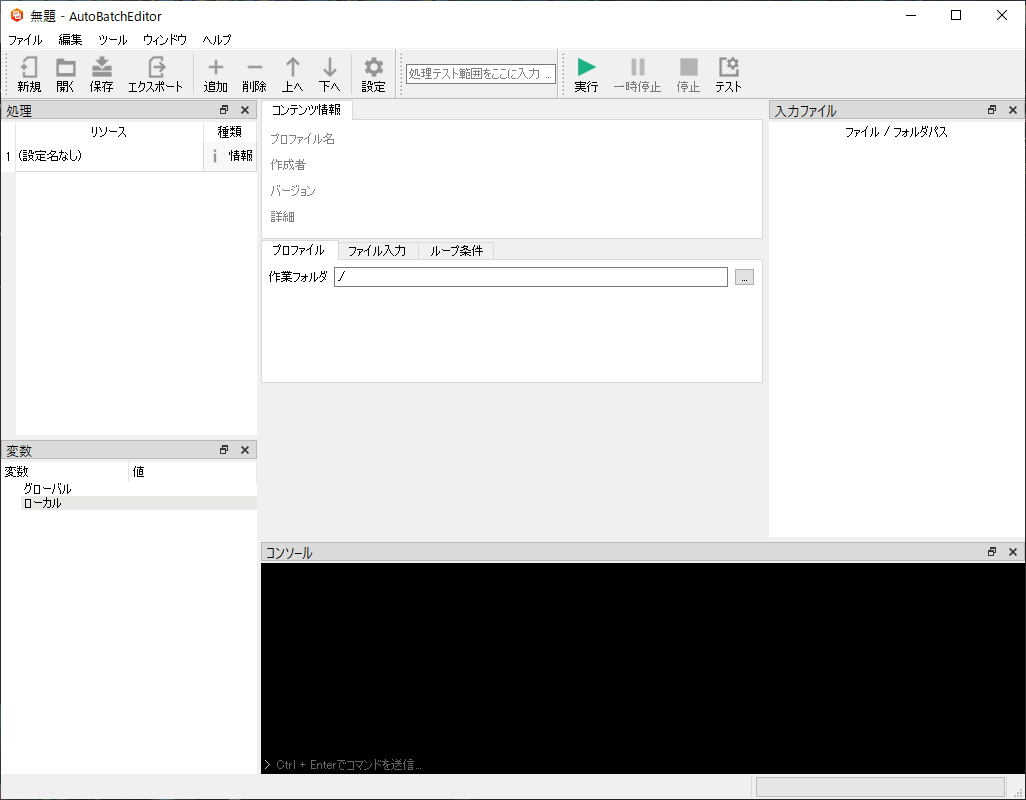 無題 - AutoBatchEditor
ファイル 編集 ツール ウィンドウ ヘルプ
新規 開く 保存 エクスポート 追加 削除 上へ 下へ 設定 処理テスト範囲をここに入力 ... 実行 一時停止 停止 テスト
処理
リソース 種類
1 (設定名なし) 情報
コンテンツ情報
プロファイル名
作成者
バージョン
詳細
プロファイル ファイル入力 ループ条件
作業フォルダ / ...
入力ファイル
ファイル / フォルダパス
変数
変数 値
グローバル
ローカル
コンソール
> Ctrl + Enterでコマンドを送信...